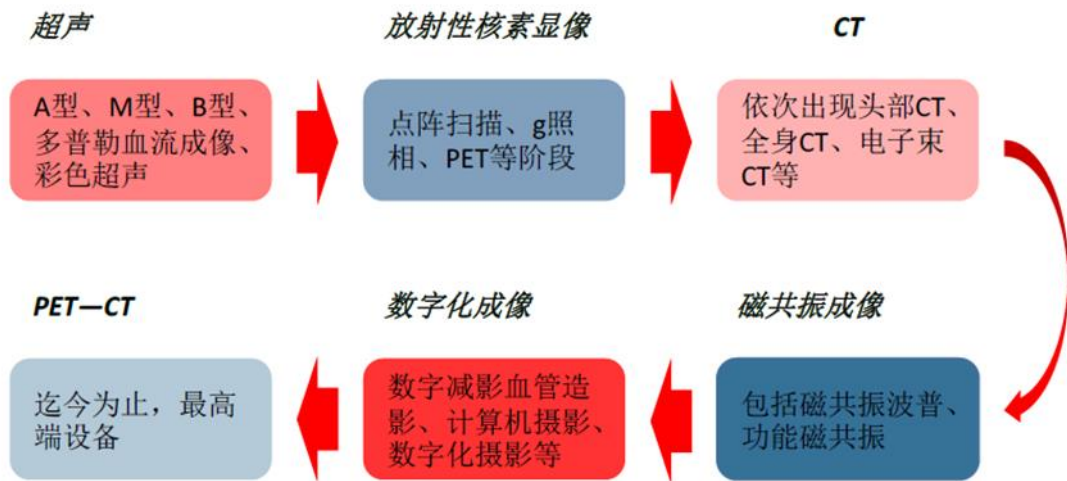 超声
放射性核素显像
CT
A型、M型、B型、
多普勒血流成像、
彩色超声
点阵扫描、g照
相、PET等阶段
依次出现头部CT、
全身CT、电子束
CT等
PET—CT
数字化成像
磁共振成像
迄今为止，最高
端设备
数字减影血管造
影、计算机摄影、
数字化摄影等
包括磁共振波普、
功能磁共振